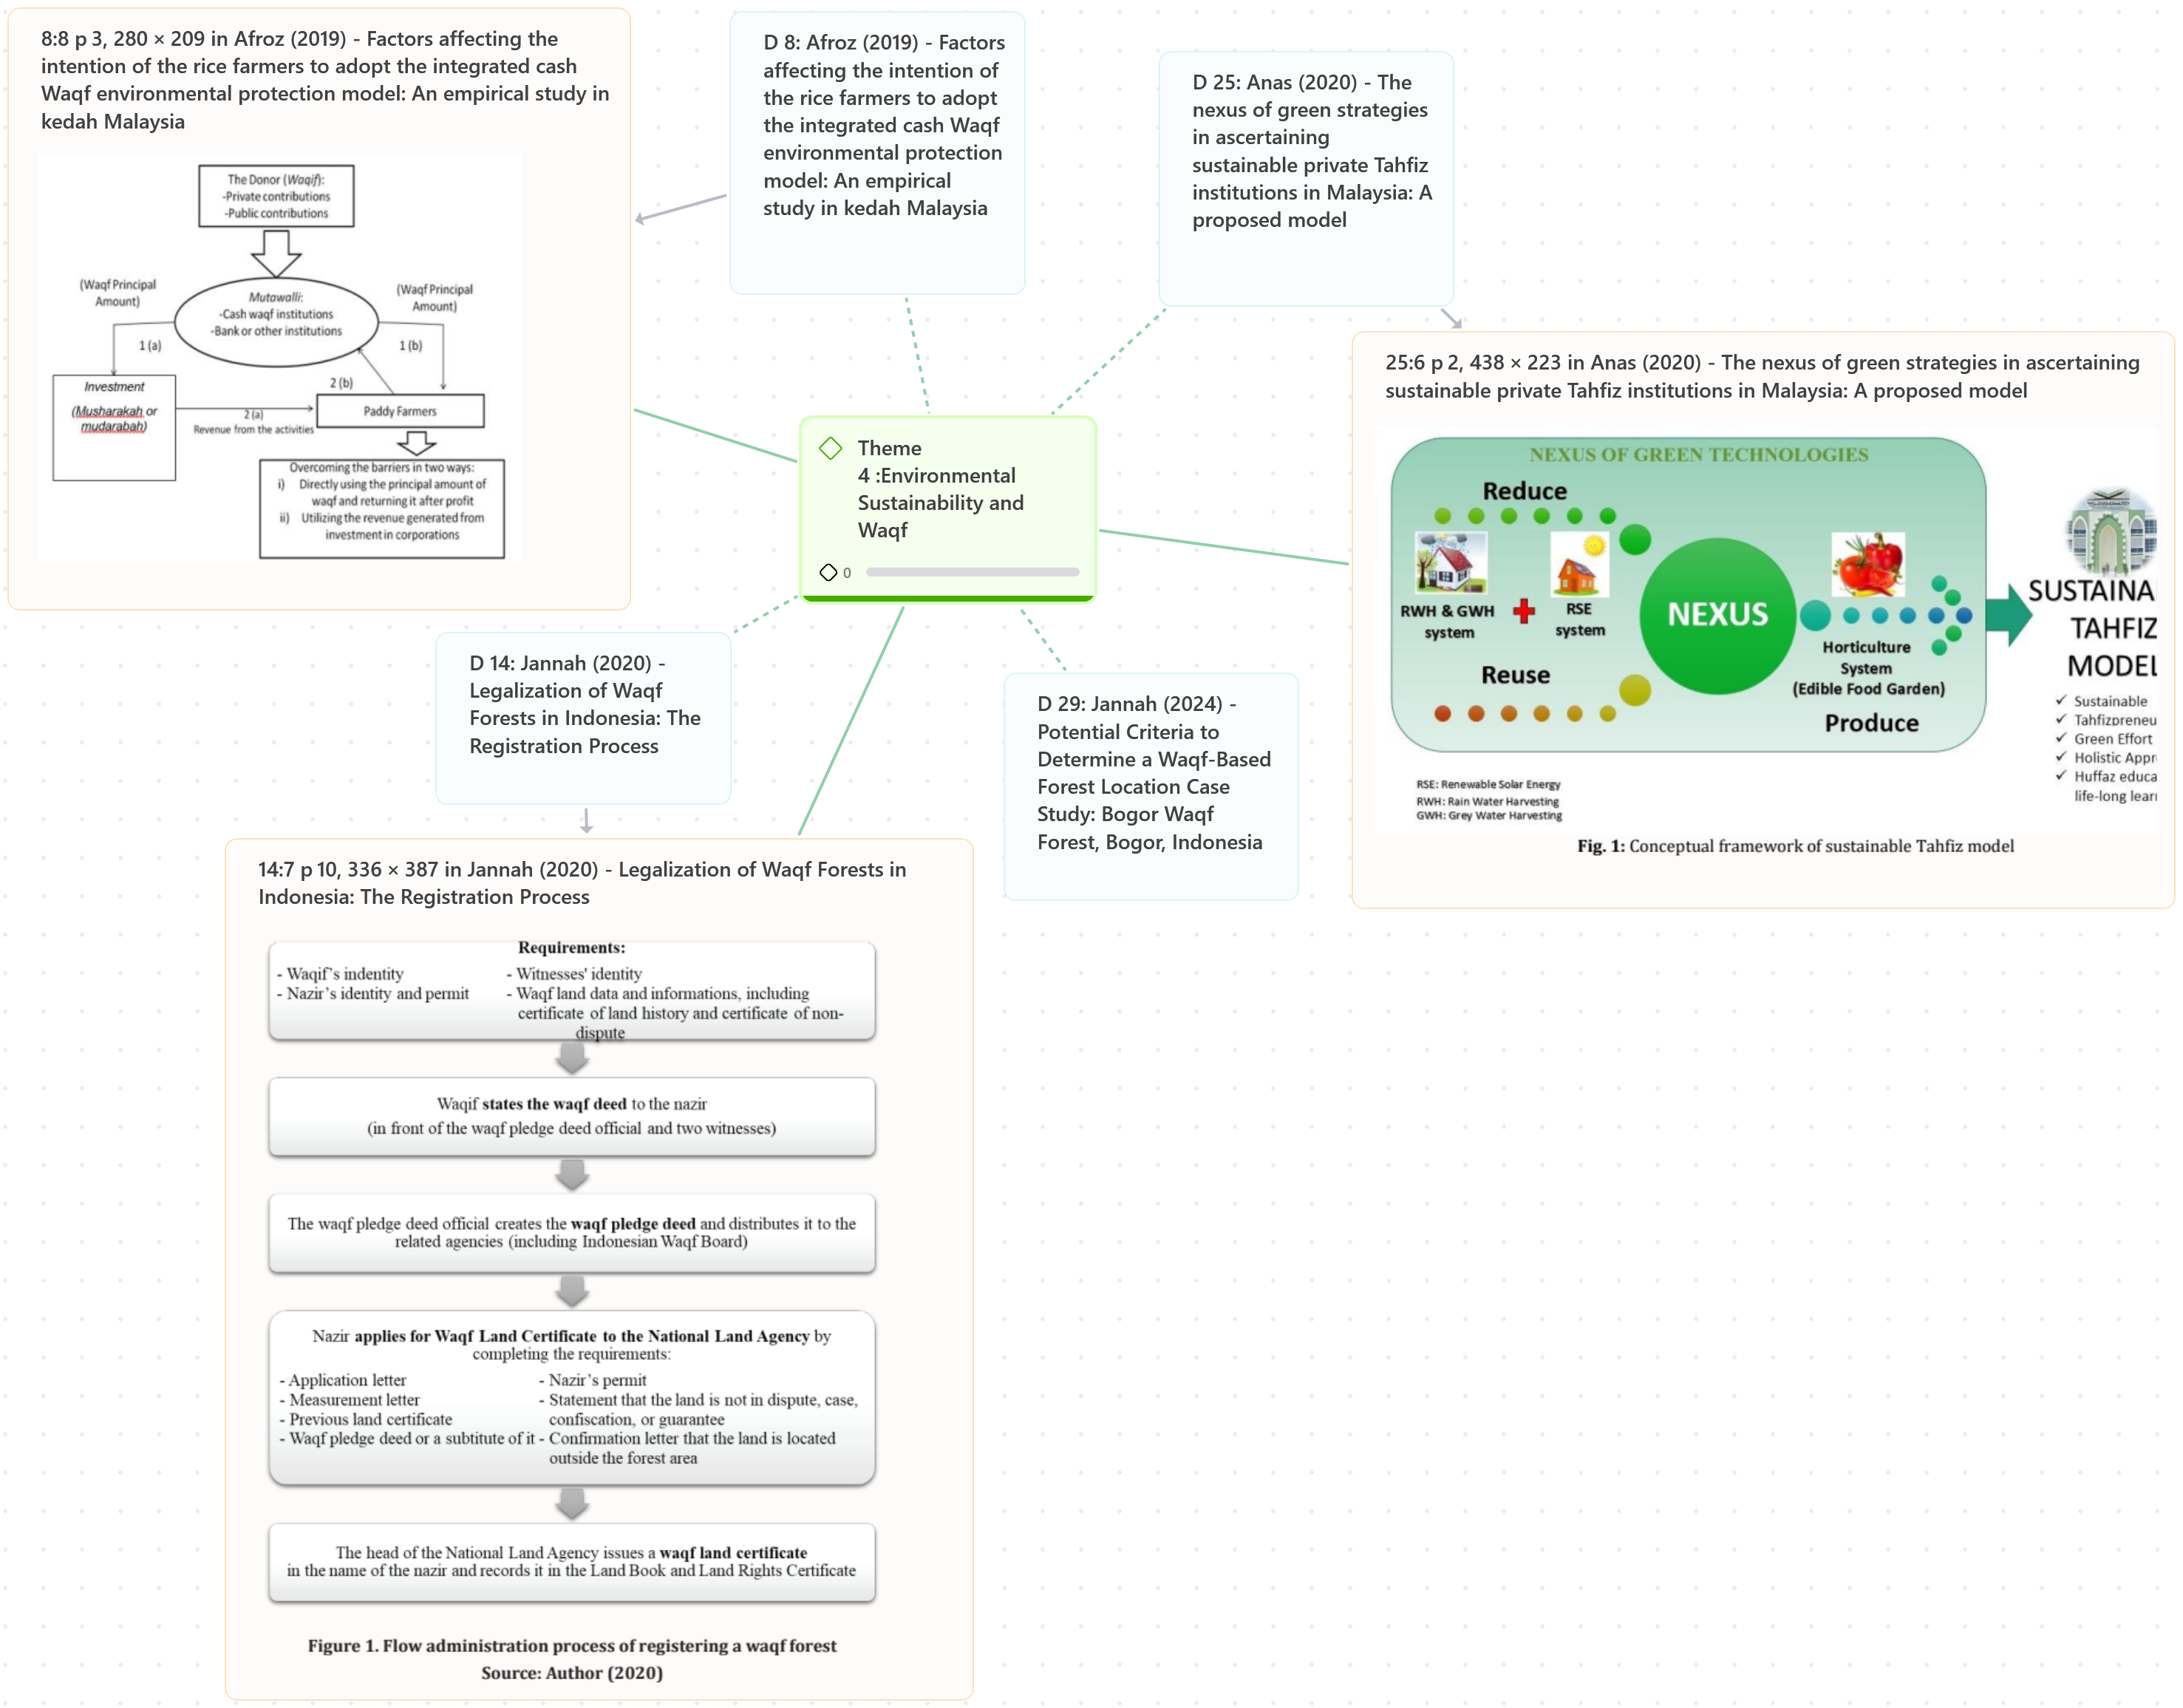 8:8 p 3, 280 × 209 in Afroz (2019) - Factors affecting the
intention of the rice farmers to adopt the integrated cash
Waqf environmental protection model: An empirical study in
kedah Malaysia
The Donor (Waqif):
-Private contributions
-Public contributions
(Waqf Principal
Amount)
Mutawalli:
-Cash waqf institutions
-Bank or other institutions
(Waqf Principal
Amount)
1 (a)
1 (b)
2 (b)
Investment
(Musharakah or
mudarabah)
2 (a)
Revenue from the activities
Paddy Farmers
Overcoming the barriers in two ways:
i) Directly using the principal amount of
waqf and returning it after profit
ii) Utilizing the revenue generated from
investment in corporations
D 8: Afroz (2019) - Factors
affecting the intention of
the rice farmers to adopt
the integrated cash Waqf
environmental protection
model: An empirical
study in kedah Malaysia
D 25: Anas (2020) - The
nexus of green strategies
in ascertaining
sustainable private Tahfiz
institutions in Malaysia: A
proposed model
25:6 p 2, 438 × 223 in Anas (2020) - The nexus of green strategies in ascertaining
sustainable private Tahfiz institutions in Malaysia: A proposed model
NEXUS OF GREEN TECHNOLOGIES
Reduce
RWH & GWH
system
RSE
system
Reuse
NEXUS
Horticulture
System
(Edible Food Garden)
Produce
SUSTAINA
TAHFIZ
MODEL
✓ Sustainable
✓ Tahfizpreneu
✓ Green Effort
✓ Holistic Appr
✓ Huffaz educa
life-long lear
RSE: Renewable Solar Energy
RWH: Rain Water Harvesting
GWH: Grey Water Harvesting
Fig. 1: Conceptual framework of sustainable Tahfiz model
Theme
4 :Environmental
Sustainability and
Waqf
0
D 14: Jannah (2020) -
Legalization of Waqf
Forests in Indonesia: The
Registration Process
D 29: Jannah (2024) -
Potential Criteria to
Determine a Waqf-Based
Forest Location Case
Study: Bogor Waqf
Forest, Bogor, Indonesia
14:7 p 10, 336 × 387 in Jannah (2020) - Legalization of Waqf Forests in
Indonesia: The Registration Process
Requirements:
- Waqif's indentity
- Nazir's identity and permit
- Witnesses' identity
- Waqf land data and informations, including
certificate of land history and certificate of non-
dispute
Waqif states the waqf deed to the nazir
(in front of the waqf pledge deed official and two witnesses)
The waqf pledge deed official creates the waqf pledge deed and distributes it to the
related agencies (including Indonesian Waqf Board)
Nazir applies for Waqf Land Certificate to the National Land Agency by
completing the requirements:
- Application letter
- Measurement letter
- Previous land certificate
- Waqf pledge deed or a subtitute of it
- Nazir's permit
- Statement that the land is not in dispute, case,
confiscation, or guarantee
- Confirmation letter that the land is located
outside the forest area
The head of the National Land Agency issues a waqf land certificate
in the name of the nazir and records it in the Land Book and Land Rights Certificate
Figure 1. Flow administration process of registering a waqf forest
Source: Author (2020)